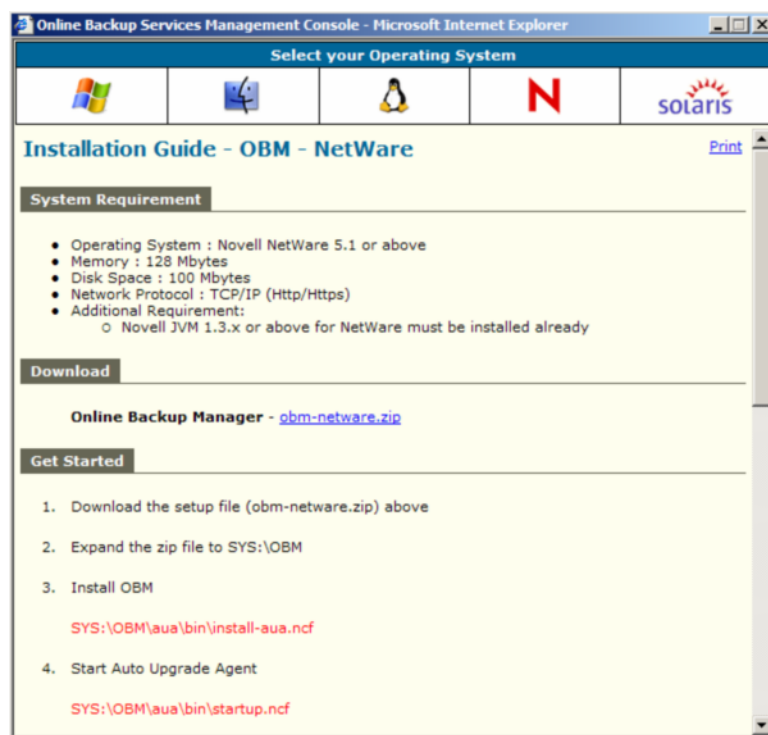 Online Backup Services Management Console - Microsoft Internet Explorer
Select your Operating System
N
solaris
Installation Guide - OBM - NetWare
Print
System Requirement
Operating System : Novell NetWare 5.1 or above
Memory : 128 Mbytes
Disk Space : 100 Mbytes
Network Protocol : TCP/IP (Http/Https)
Additional Requirement:
Novell JVM 1.3.x or above for NetWare must be installed already
Download
Online Backup Manager - obm-netware.zip
Get Started
1. Download the setup file (obm-netware.zip) above
2. Expand the zip file to SYS:\OBM
3. Install OBM
SYS:\OBM\aua\bin\install-aua.ncf
4. Start Auto Upgrade Agent
SYS:\OBM\aua\bin\startup.ncf